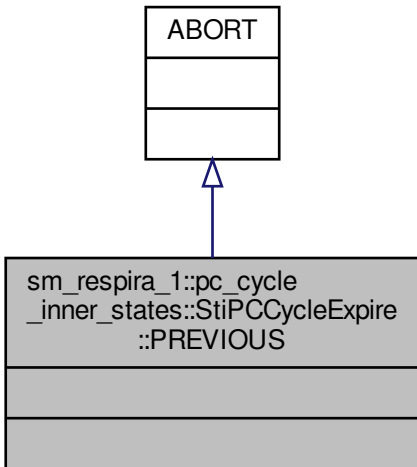 ABORT
sm_respira_1::pc_cycle
_inner_states::StiPCCycleExpire
::PREVIOUS